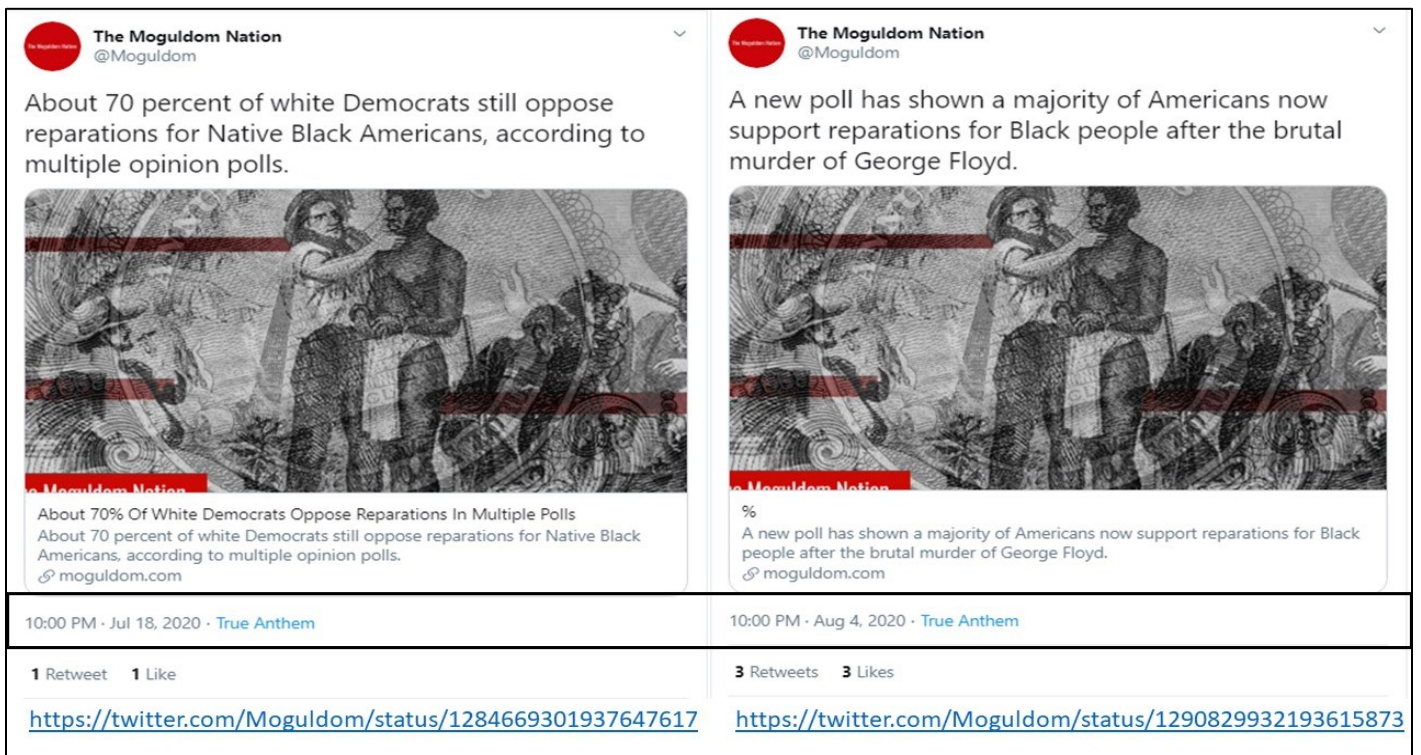 The Moguldom Nation
@Moguldom
About 70 percent of white Democrats still oppose
reparations for Native Black Americans, according to
multiple opinion polls.
The Moguldom Nation
About 70% Of White Democrats Oppose Reparations In Multiple Polls
About 70 percent of white Democrats still oppose reparations for Native Black
Americans, according to multiple opinion polls.
moguldom.com
10:00 PM · Jul 18, 2020 · True Anthem
1 Retweet 1 Like
https://twitter.com/Moguldom/status/1284669301937647617
The Moguldom Nation
@Moguldom
A new poll has shown a majority of Americans now
support reparations for Black people after the brutal
murder of George Floyd.
%
A new poll has shown a majority of Americans now support reparations for Black
people after the brutal murder of George Floyd.
moguldom.com
10:00 PM · Aug 4, 2020 · True Anthem
3 Retweets 3 Likes
https://twitter.com/Moguldom/status/1290829932193615873